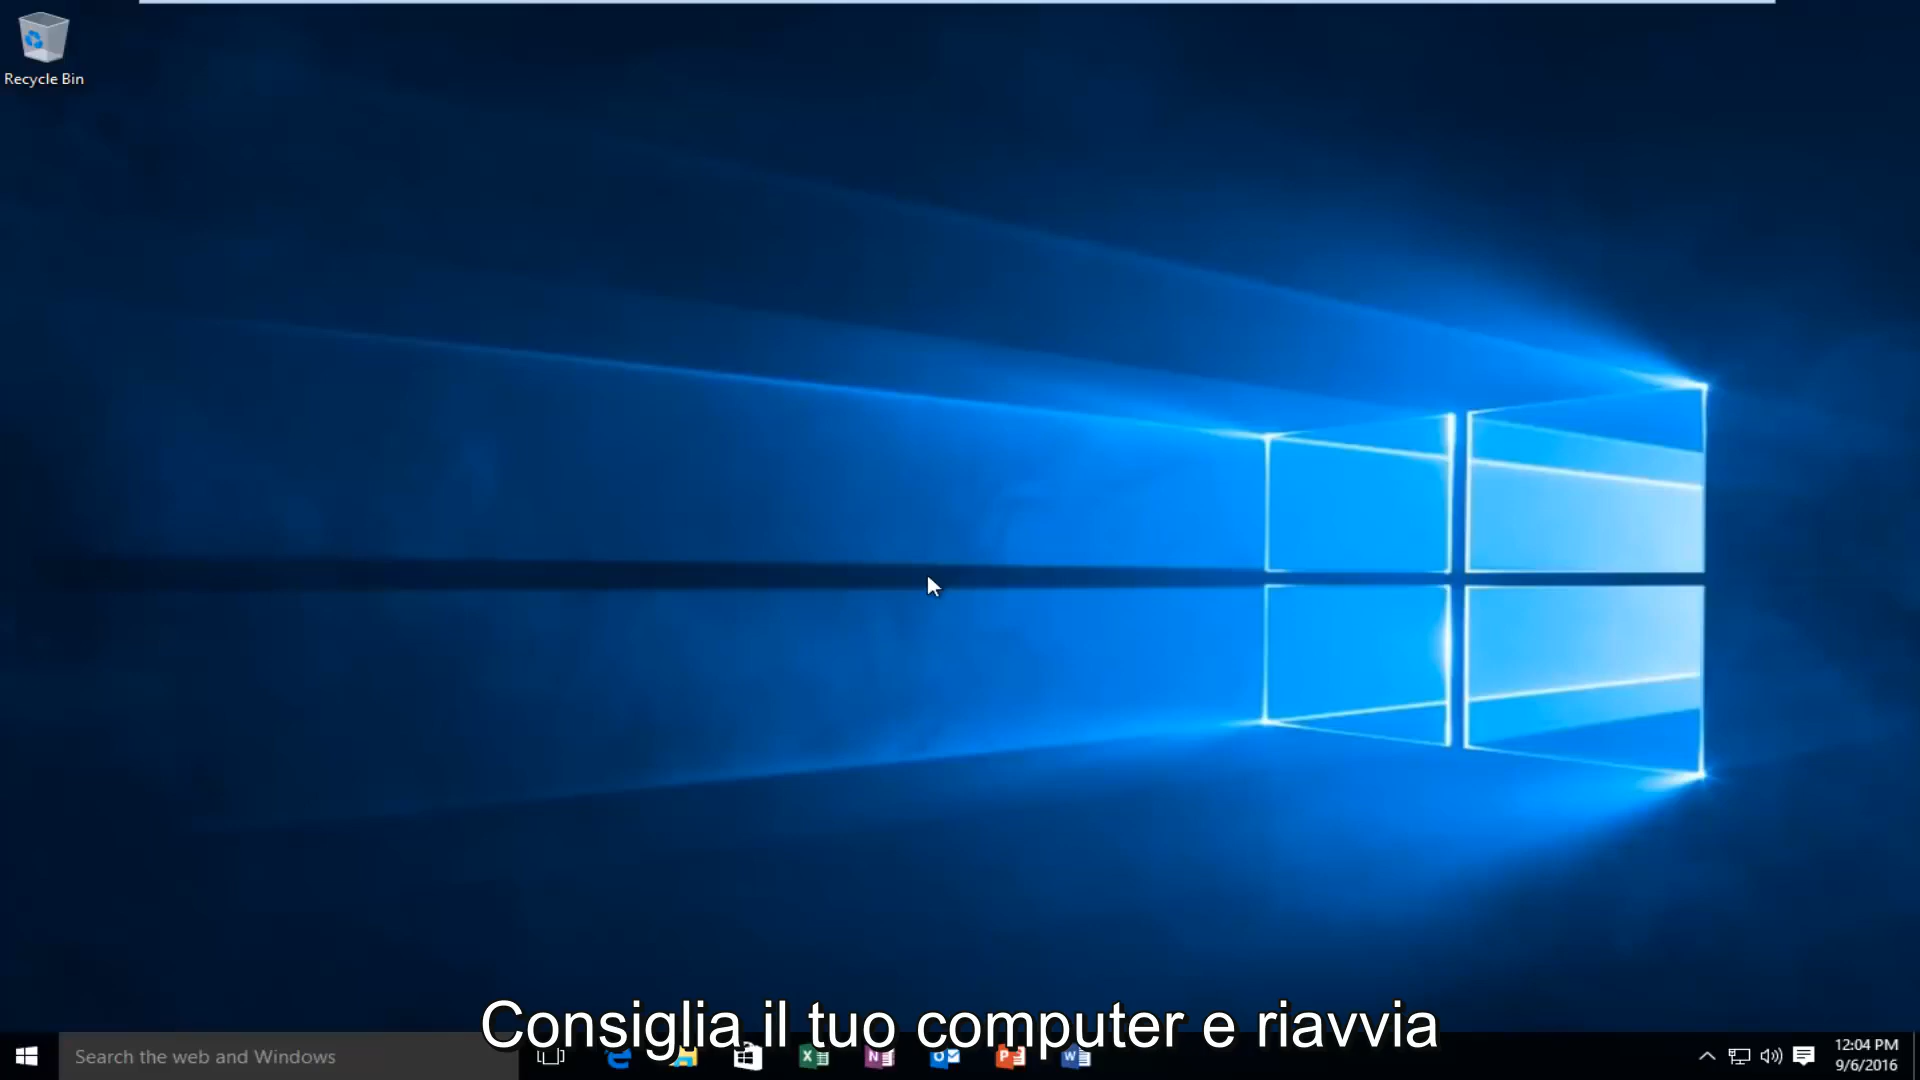 Recycle Bin
Consiglia il tuo computer e riavvia
Search the web and Windows
12:04 PM
9/6/2016